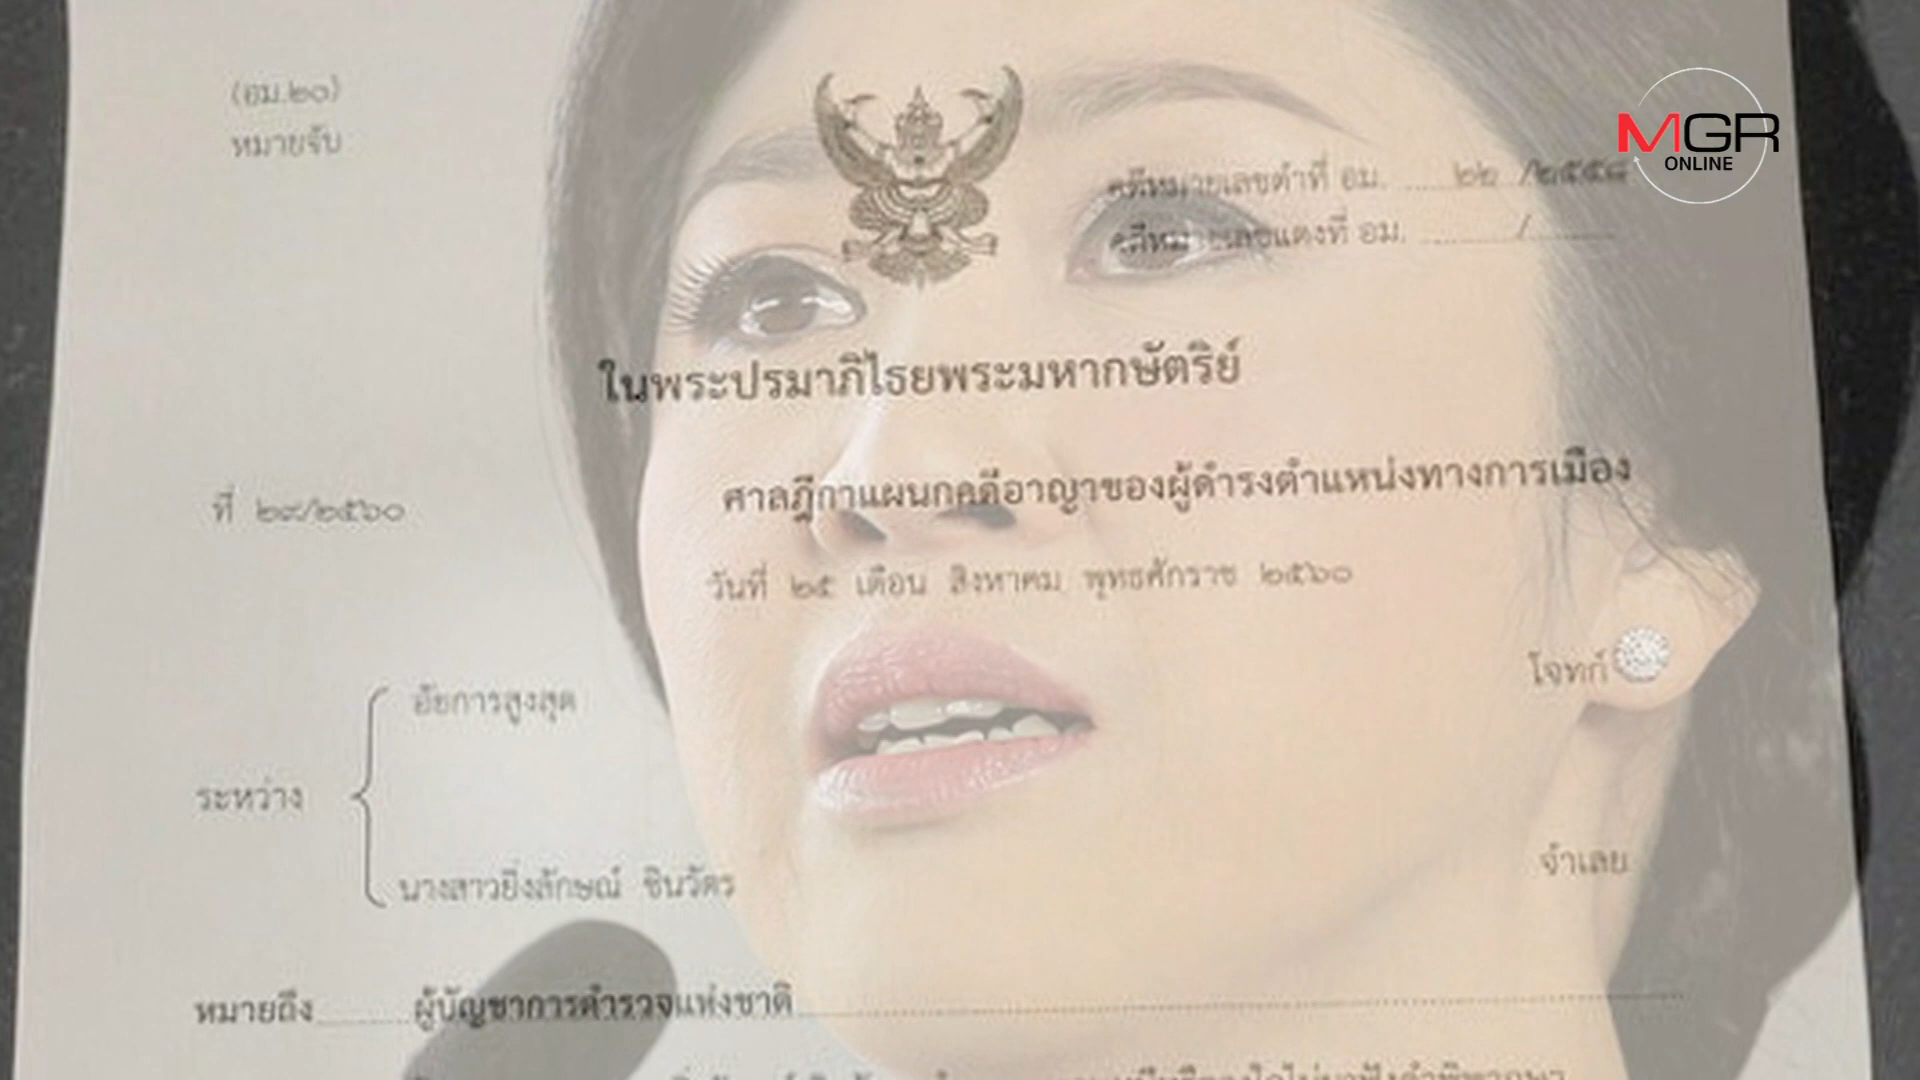 (อม.๒๐)
หมายจับ
MGR
ONLINE
คดีหมายเลขดำที่ อม. ๒๒ /๒๕๕๘
คดีหมายเลขแดงที่ อม. /
ในพระปรมาภิไธยพระมหากษัตริย์
ที่ ๒๙/๒๕๖๐
ศาลฎีกาแผนกคดีอาญาของผู้ดำรงตำแหน่งทางการเมือง
วันที่ ๒๕ เดือน สิงหาคม พุทธศักราช ๒๕๖๐
อัยการสูงสุด โจทก์
ระหว่าง
นางสาวยิ่งลักษณ์ ชินวัตร จำเลย
หมายถึง ผู้บัญชาการตำรวจแห่งชาติ